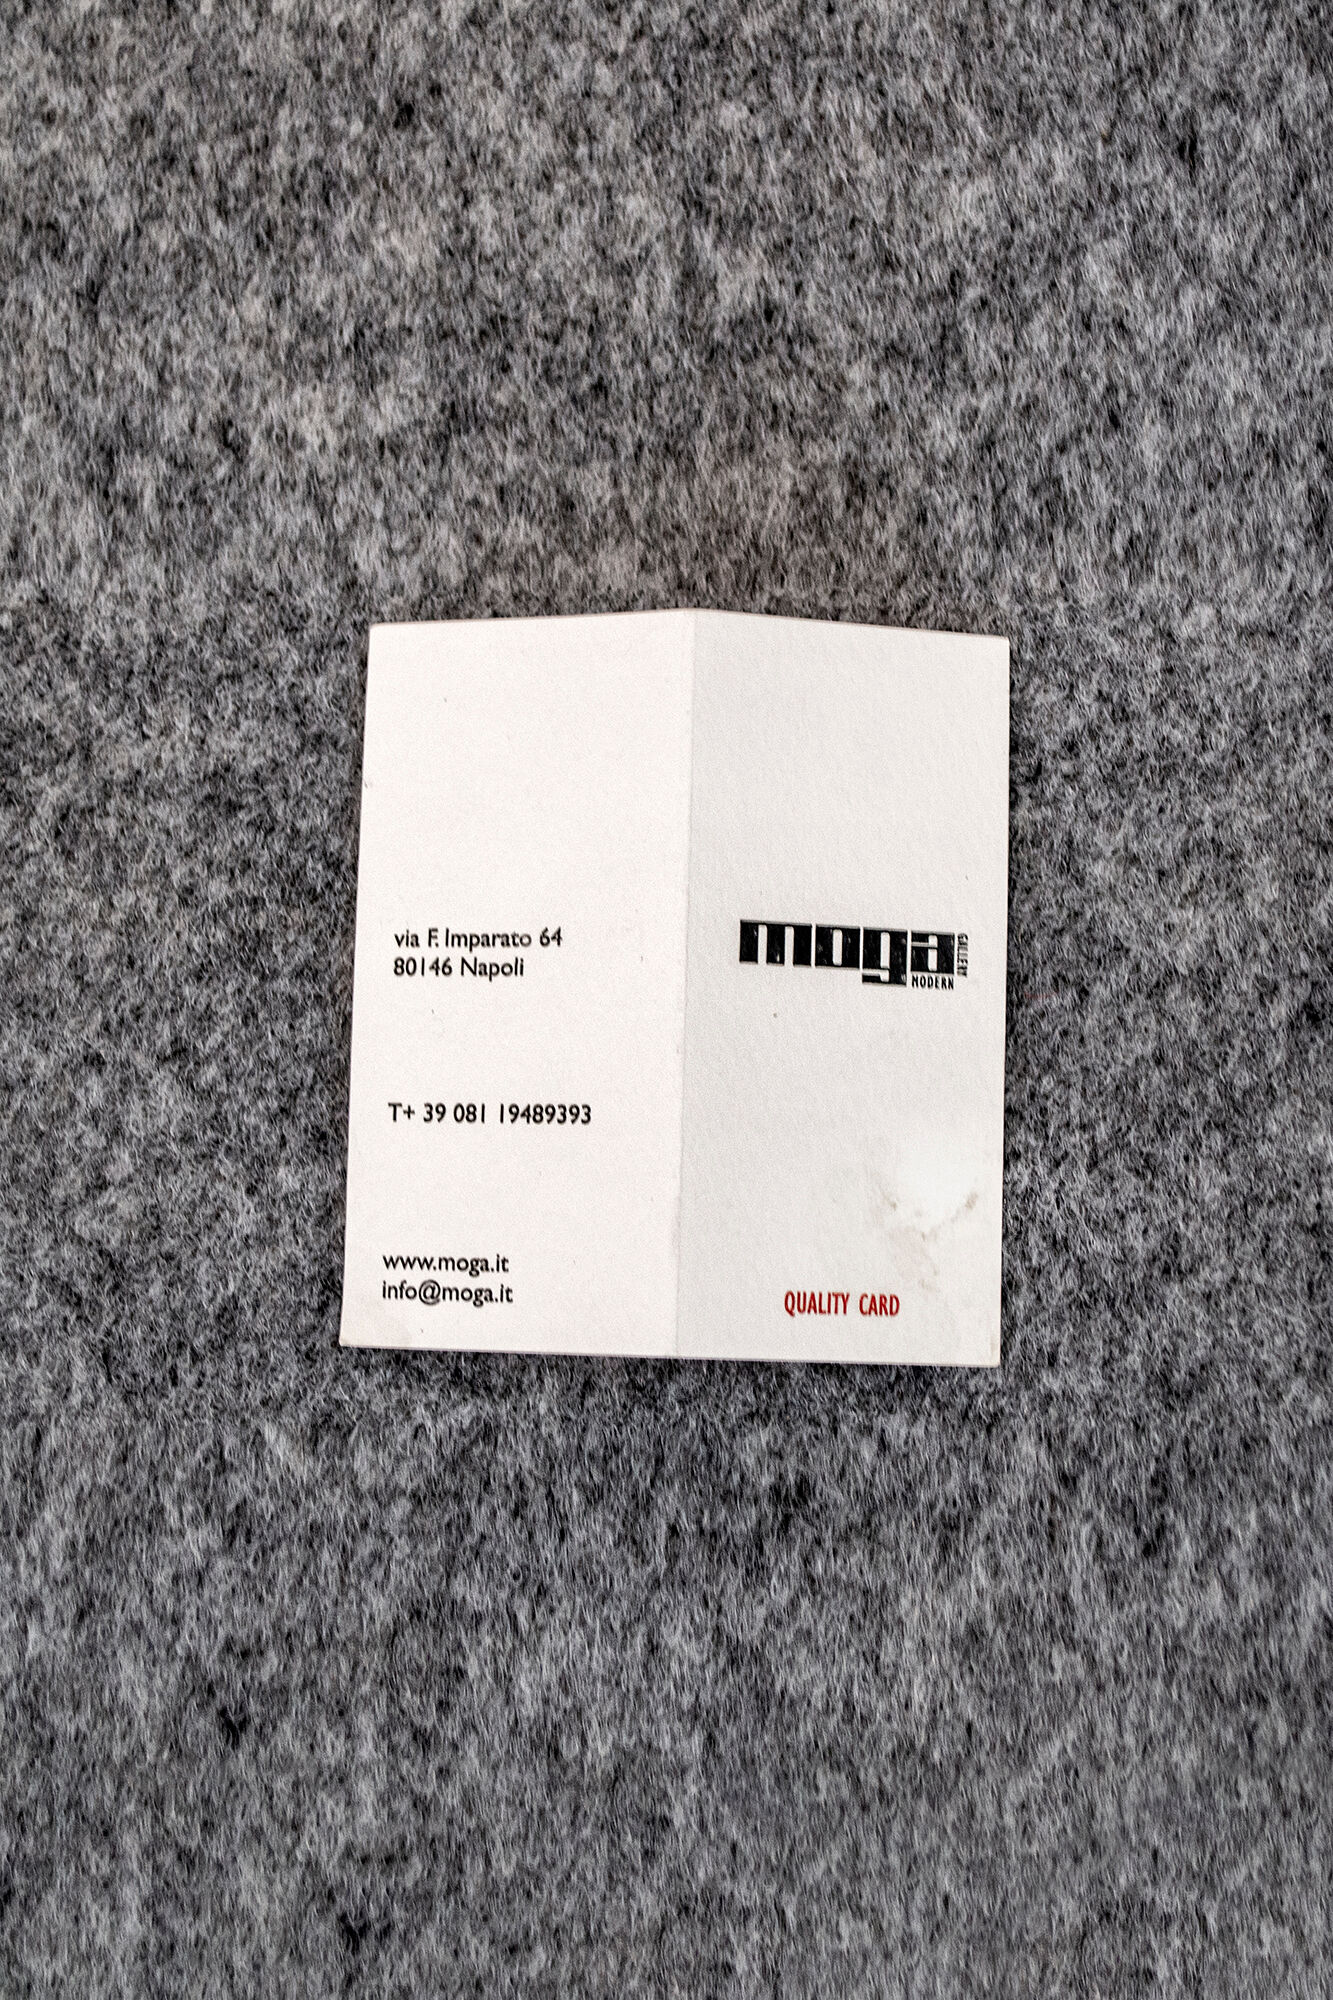 via F. Imparato 64
80146 Napoli
T+ 39 081 19489393
www.moga.it
info@moga.it
moga
GALLERY
MODERN
QUALITY CARD